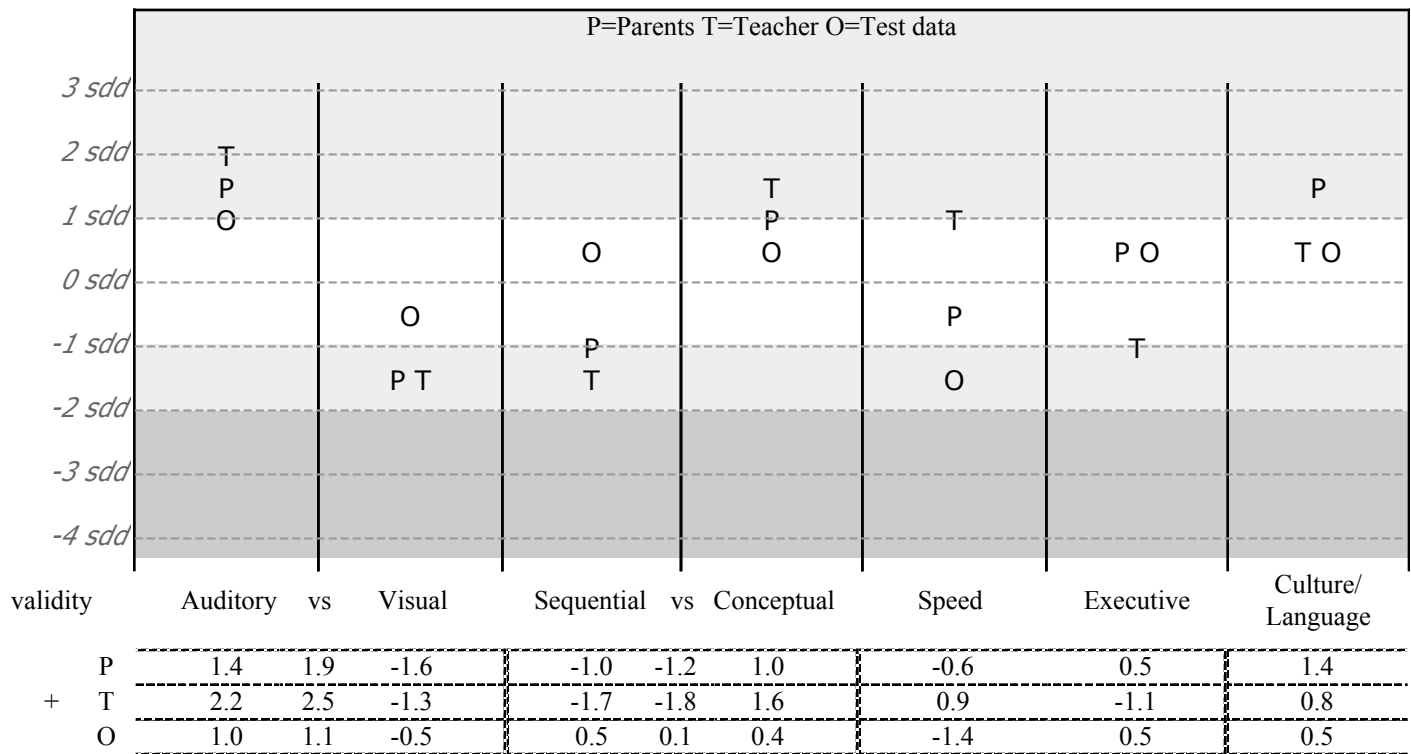 P=Parents T=Teacher O=Test data
3 sdd
2 sdd T
P T P
1 sdd O P T
O O P O T O
0 sdd
O P
-1 sdd P T
P T T O
-2 sdd
-3 sdd
-4 sdd
validity Auditory vs Visual Sequential vs Conceptual Speed Executive Culture/
Language
P 1.4 1.9 -1.6 -1.0 -1.2 1.0 -0.6 0.5 1.4
+ T 2.2 2.5 -1.3 -1.7 -1.8 1.6 0.9 -1.1 0.8
O 1.0 1.1 -0.5 0.5 0.1 0.4 -1.4 0.5 0.5